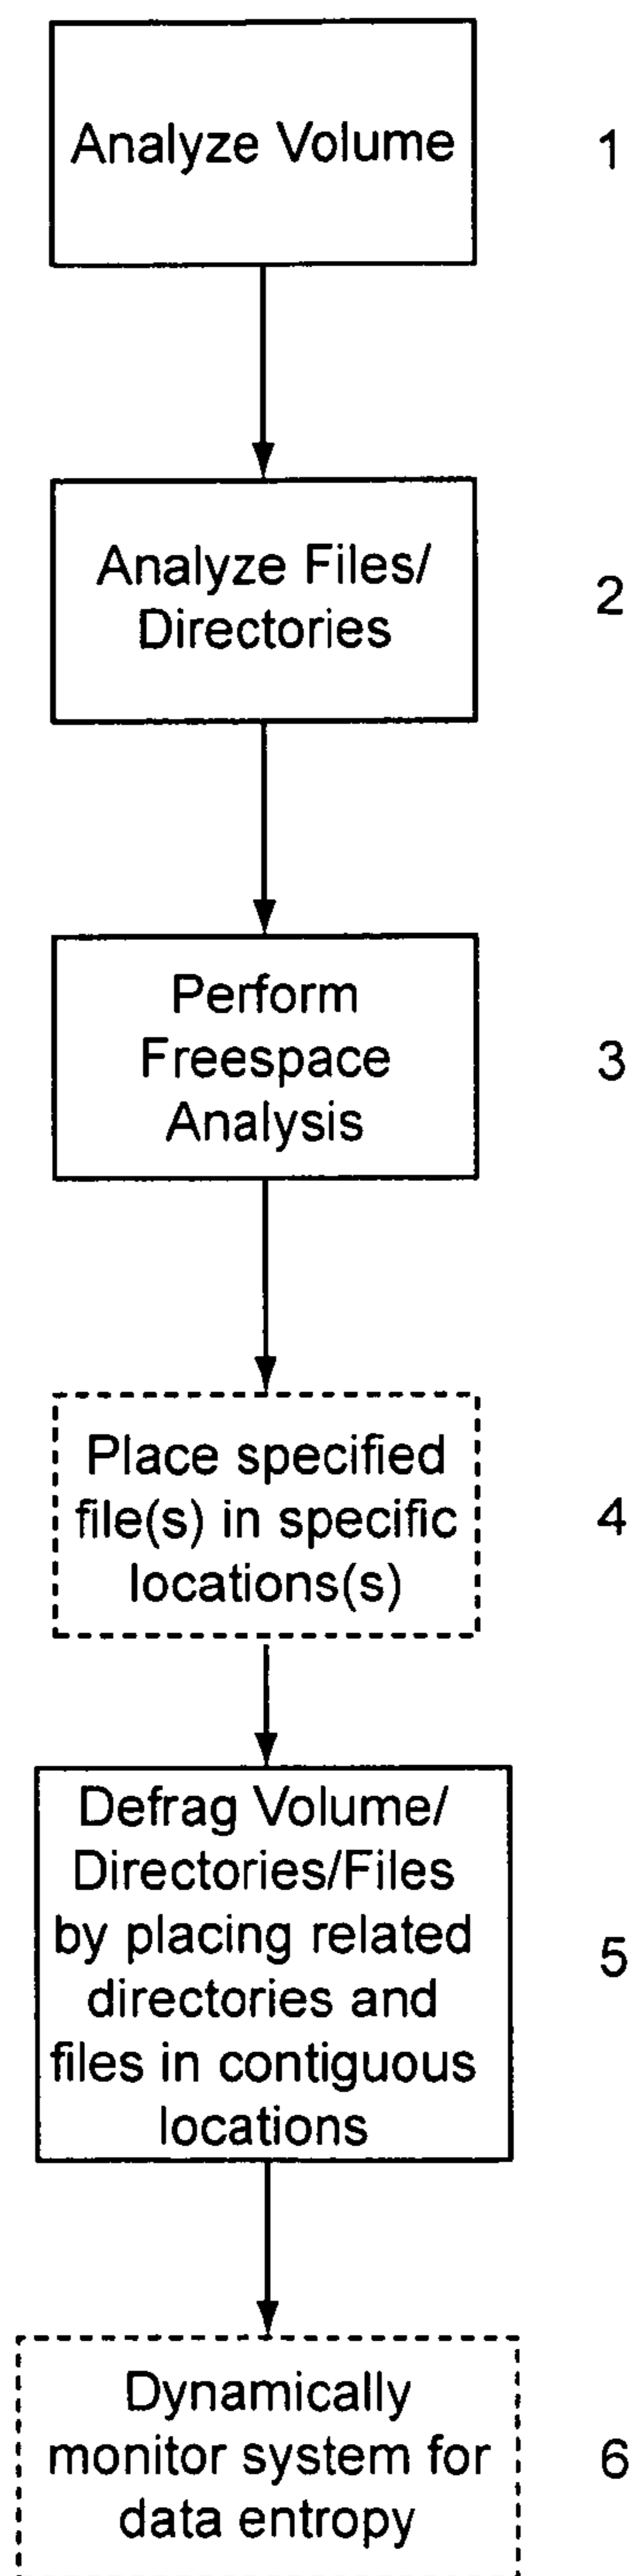 Analyze Volume
1
Analyze Files/
Directories
2
Perform
Freespace
Analysis
3
Place specified
file(s) in specific
locations(s)
4
Defrag Volume/
Directories/Files
by placing related
directories and
files in contiguous
locations
5
Dynamically
monitor system for
data entropy
6